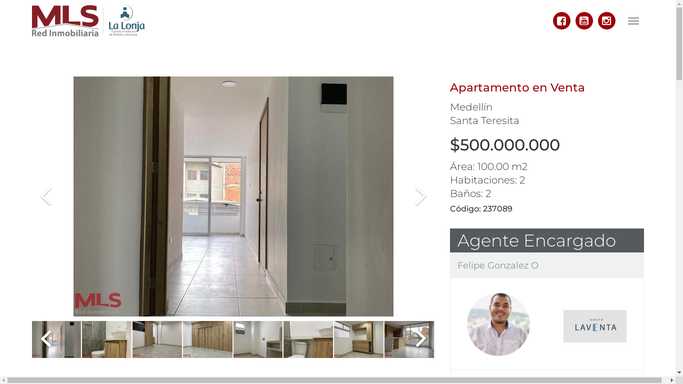 MLS
Red Inmobiliaria
La Lonja
Apartamento en Venta
Medellín
Santa Teresita
$500.000.000
Área: 100.00 m2
Habitaciones: 2
Baños: 2
Código: 237089
Agente Encargado
Felipe Gonzalez O
LAVENTA
MLS